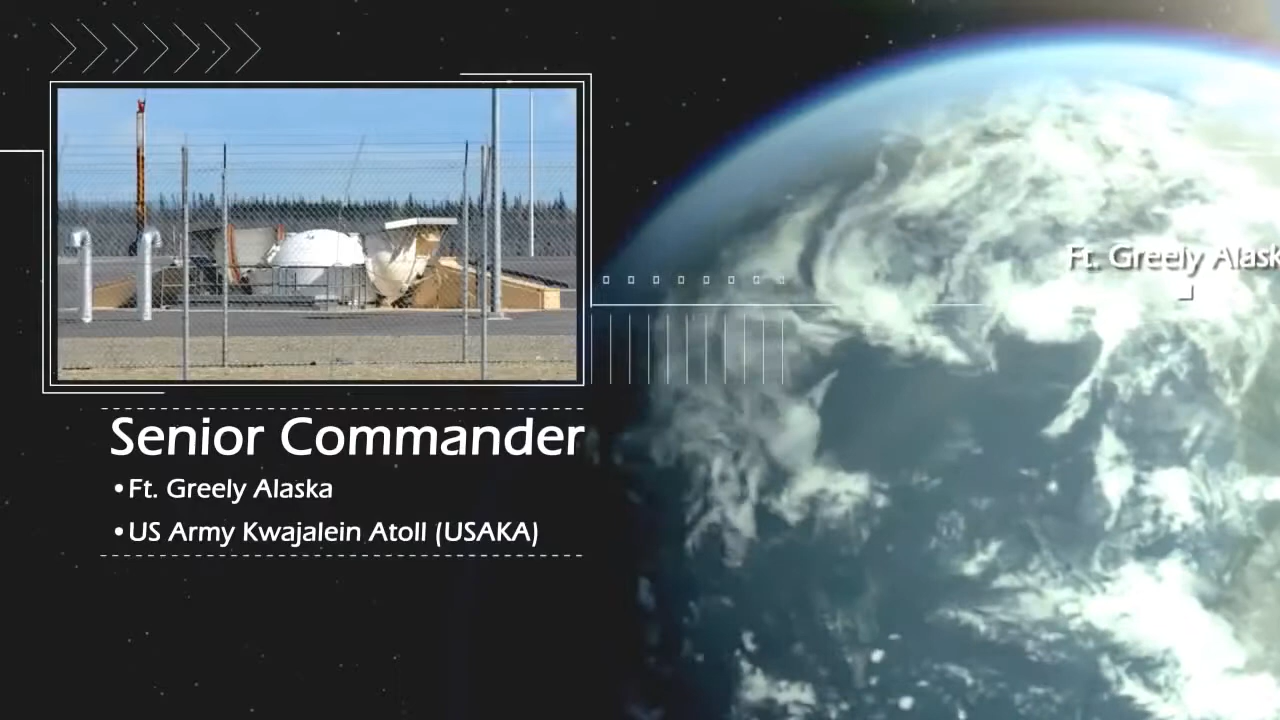 Senior Commander
•Ft. Greely Alaska
•US Army Kwajalein Atoll (USAKA)
Ft. Greely Alask